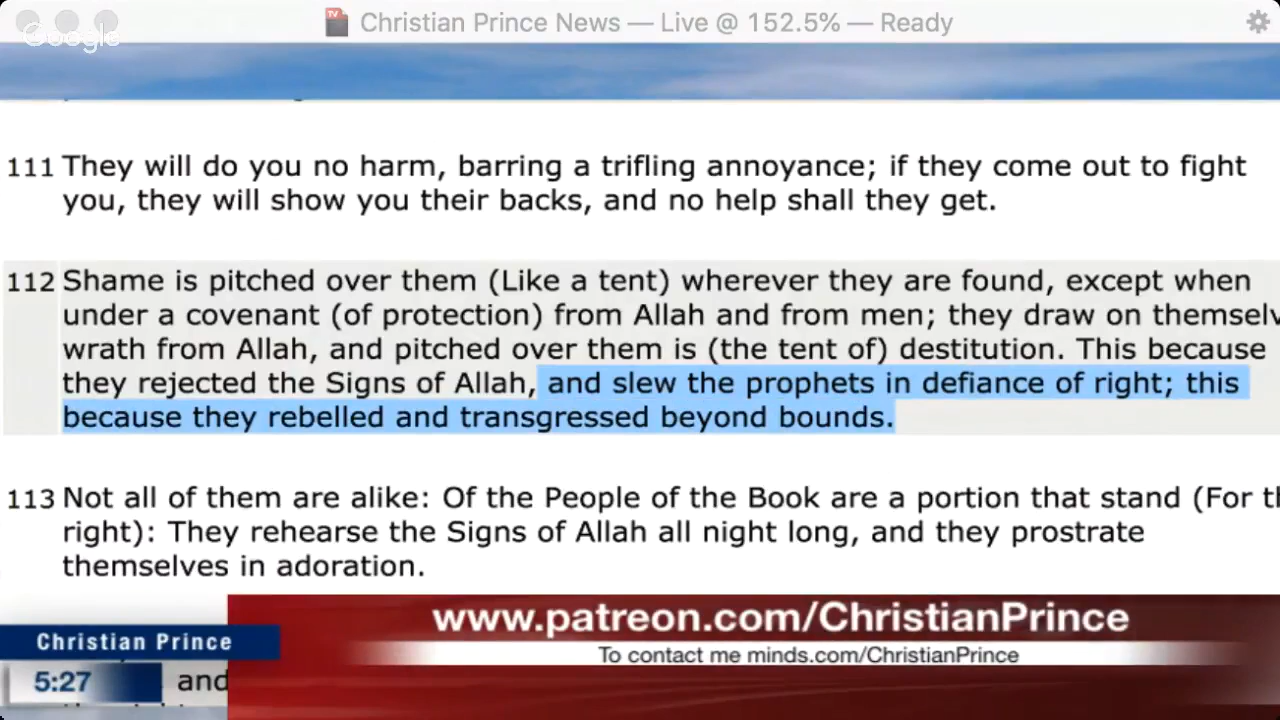 Christian Prince News — Live @ 152.5% — Ready
Google
111 They will do you no harm, barring a trifling annoyance; if they come out to fight
you, they will show you their backs, and no help shall they get.
112 Shame is pitched over them (Like a tent) wherever they are found, except when
under a covenant (of protection) from Allah and from men; they draw on themselv
wrath from Allah, and pitched over them is (the tent of) destitution. This because
they rejected the Signs of Allah, and slew the prophets in defiance of right; this
because they rebelled and transgressed beyond bounds.
113 Not all of them are alike: Of the People of the Book are a portion that stand (For th
right): They rehearse the Signs of Allah all night long, and they prostrate
themselves in adoration.
www.patreon.com/ChristianPrince
Christian Prince
To contact me minds.com/ChristianPrince
5:27
and